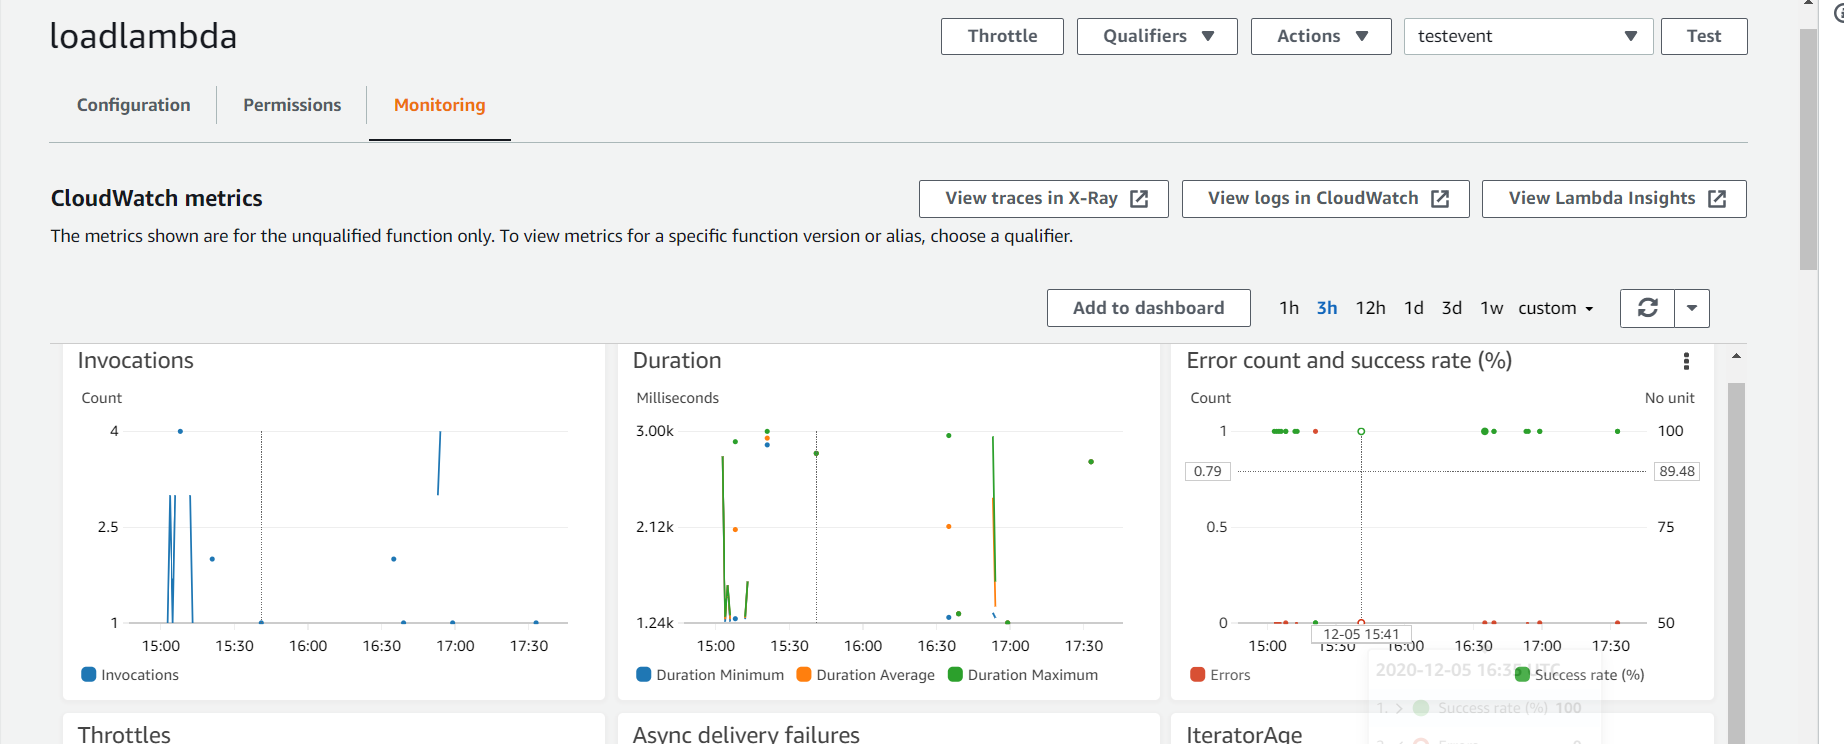 loadlambda
Throttle
Qualifiers
Actions
testevent
Test
Configuration
Permissions
Monitoring
CloudWatch metrics
View traces in X-Ray
View logs in CloudWatch
View Lambda Insights
The metrics shown are for the unqualified function only. To view metrics for a specific function version or alias, choose a qualifier.
Add to dashboard
1h 3h 12h 1d 3d 1w custom
Invocations
Count
4
2.5
1
15:00 15:30 16:00 16:30 17:00 17:30
Invocations
Duration
Milliseconds
3.00k
2.12k
1.24k
15:00 15:30 16:00 16:30 17:00 17:30
Duration Minimum Duration Average Duration Maximum
Error count and success rate (%)
Count No unit
1 100
0.79 89.48
0.5 75
0 50
12-05 15:41
15:00 15:30 16:00 16:30 17:00 17:30
2020-12-05 16:35 UTC
Errors Success rate (%)
1. Success rate (%) 100
Errors
Throttles
Async delivery failures
IteratorAge